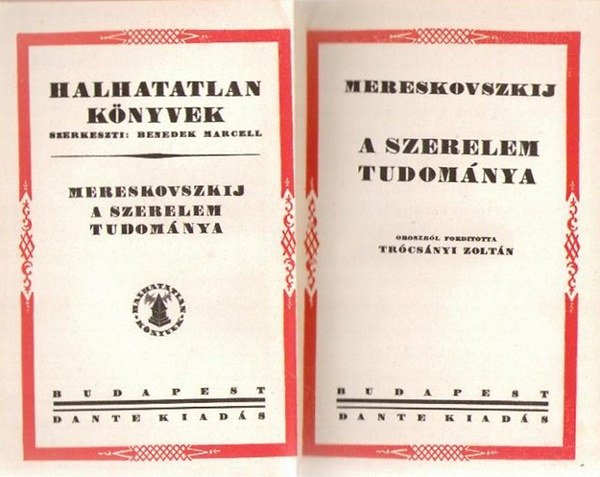 HALHATATLAN
KÖNYVEK
SZERKESZTI: BENEDEK MARCELL
MERESKOVSZKIJ
A SZERELEM
TUDOMÁNYA
HALHATATLAN
KÖNYVEK
BUDAPEST
DANTE KIADÁS
MERESKOVSZKIJ
A SZERELEM
TUDOMÁNYA
OROSZBÓL FORDITOTTA
TRÓCSÁNYI ZOLTÁN
BUDAPEST
DANTE KIADÁS